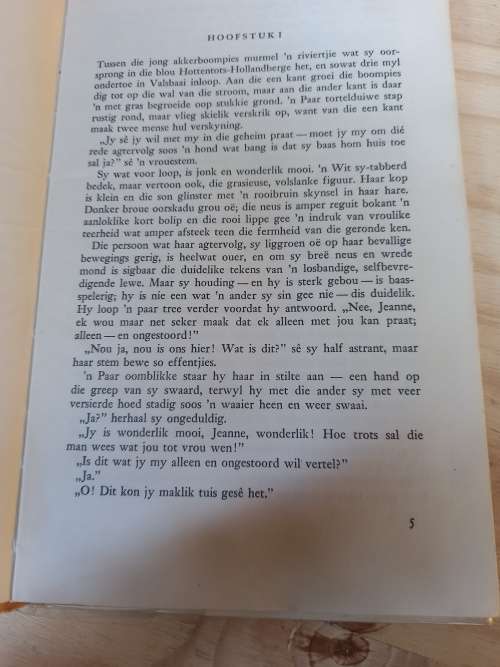 HOOFSTUK I
Tussen die jong akkerboompies murmel 'n riviertjie wat sy oor-
sprong in die blou Hottentots-Hollandberge het, en sowat drie myl
ondertoe in Valsbaai inloop. Aan die een kant groei die boompies
dig tot op die wal van die stroom, maar aan die ander kant is daar
'n met gras begroeide oop stukkie grond. 'n Paar tortelduiwe stap
rustig rond, maar vlieg skielik verskrik op, want van die een kant
maak twee mense hul verskyning.
„Jy sê jy wil met my in die geheim praat — moet jy my om dié
rede agtervolg soos 'n hond wat bang is dat sy baas hom huis toe
sal ja?” sê 'n vrouestem.
Sy wat voor loop, is jonk en wonderlik mooi. 'n Wit sy-tabberd
bedek, maar vertoon ook, die grasieuse, volslanke figuur. Haar kop
is klein en die son glinster met 'n rooibruin skynsel in haar hare.
Donker broue oorskadu grou oë; die neus is amper reguit bokant 'n
aanloklike kort bolip en die rooi lippe gee 'n indruk van vroulike
teerheid wat amper afsteek teen die fermheid van die geronde ken.
Die persoon wat haar agtervolg, sy liggroen oë op haar bevallige
bewegings gerig, is heelwat ouer, en om sy breë neus en wrede
mond is sigbaar die duidelike tekens van 'n losbandige, selfbevre-
digende lewe. Maar sy houding — en hy is sterk gebou — is baas-
spelerig; hy is nie een wat 'n ander sy sin gee nie — dis duidelik.
Hy loop 'n paar tree verder voordat hy antwoord. „Nee, Jeanne,
ek wou maar net seker maak dat ek alleen met jou kan praat;
alleen — en ongestoord!”
„Nou ja, nou is ons hier! Wat is dit?” sê sy half astrant, maar
haar stem bewe so effentjies.
'n Paar oomblikke staar hy haar in stilte aan — een hand op
die greep van sy swaard, terwyl hy met die ander sy met veer
versierde hoed stadig soos 'n waaier heen en weer swaai.
„Ja?” herhaal sy ongeduldig.
„Jy is wonderlik mooi, Jeanne, wonderlik! Hoe trots sal die
man wees wat jou tot vrou wen!”
„Is dit wat jy my alleen en ongestoord wil vertel?”
„Ja.”
„O! Dit kon jy maklik tuis gesê het.”
5